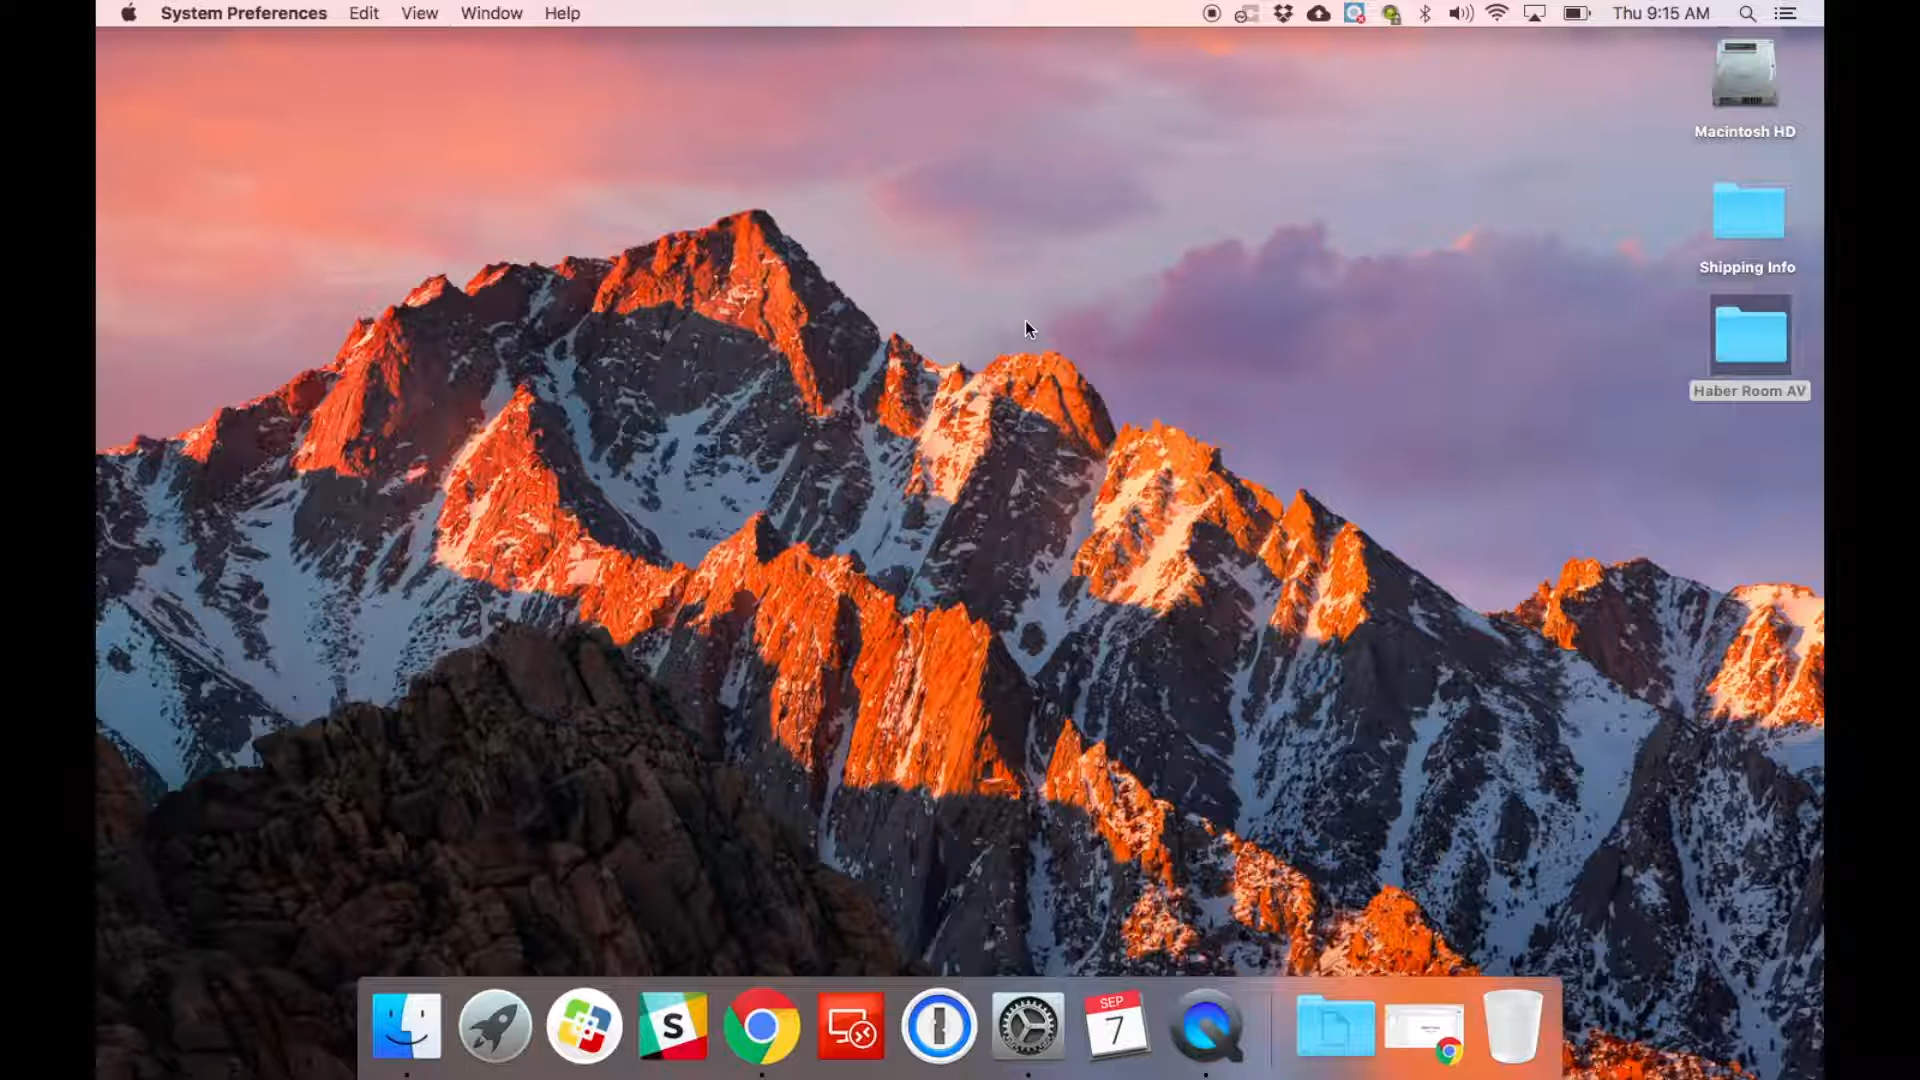 System Preferences Edit View Window Help Thu 9:15 AM
Macintosh HD
Shipping Info
Haber Room AV
S
SEP
7